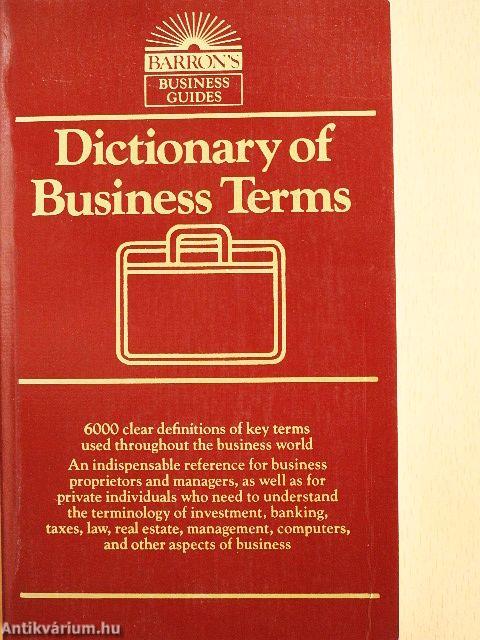 BARRON'S
BUSINESS
GUIDES
Dictionary of
Business Terms
6000 clear definitions of key terms
used throughout the business world
An indispensable reference for business
proprietors and managers, as well as for
private individuals who need to understand
the terminology of investment, banking,
taxes, law, real estate, management, computers,
and other aspects of business
Antikvárium.hu